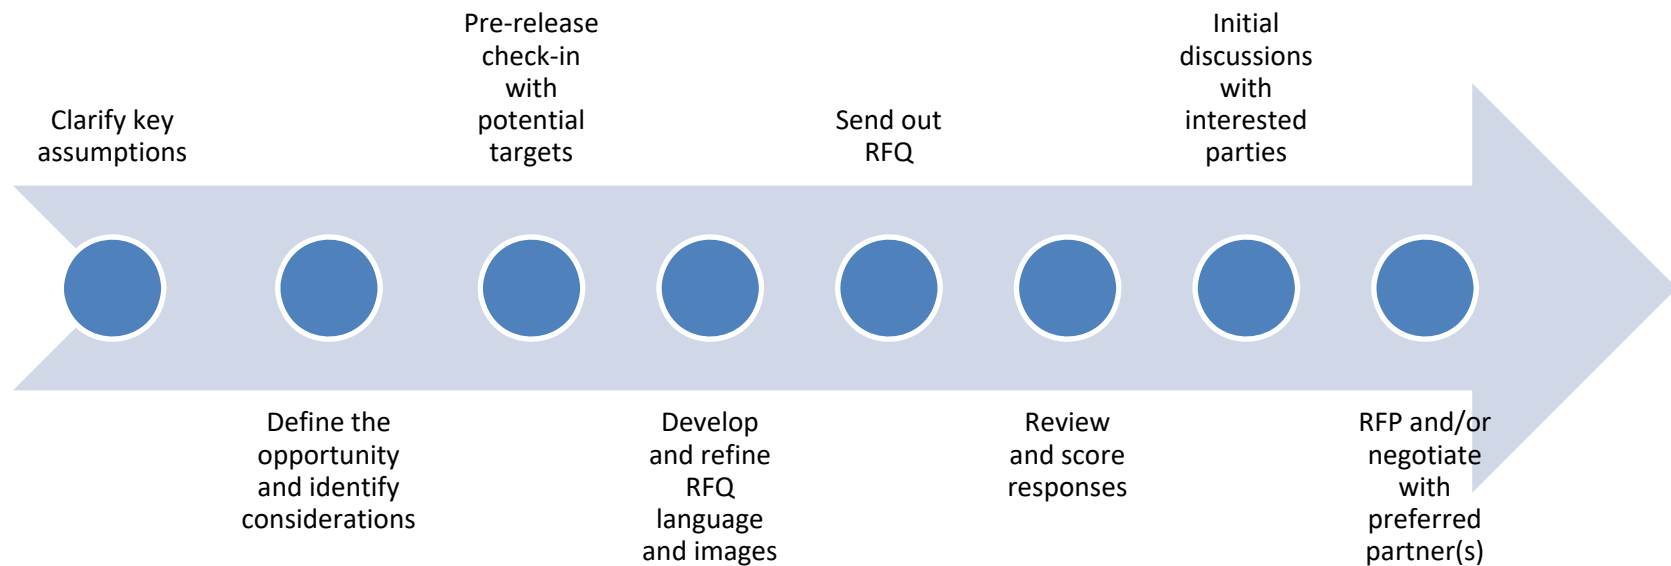 Clarify key
assumptions
Define the
opportunity
and identify
considerations
Pre-release
check-in
with
potential
targets
Develop
and refine
RFQ
language
and images
Send out
RFQ
Review
and score
responses
Initial
discussions
with
interested
parties
RFP and/or
negotiate
with
preferred
partner(s)